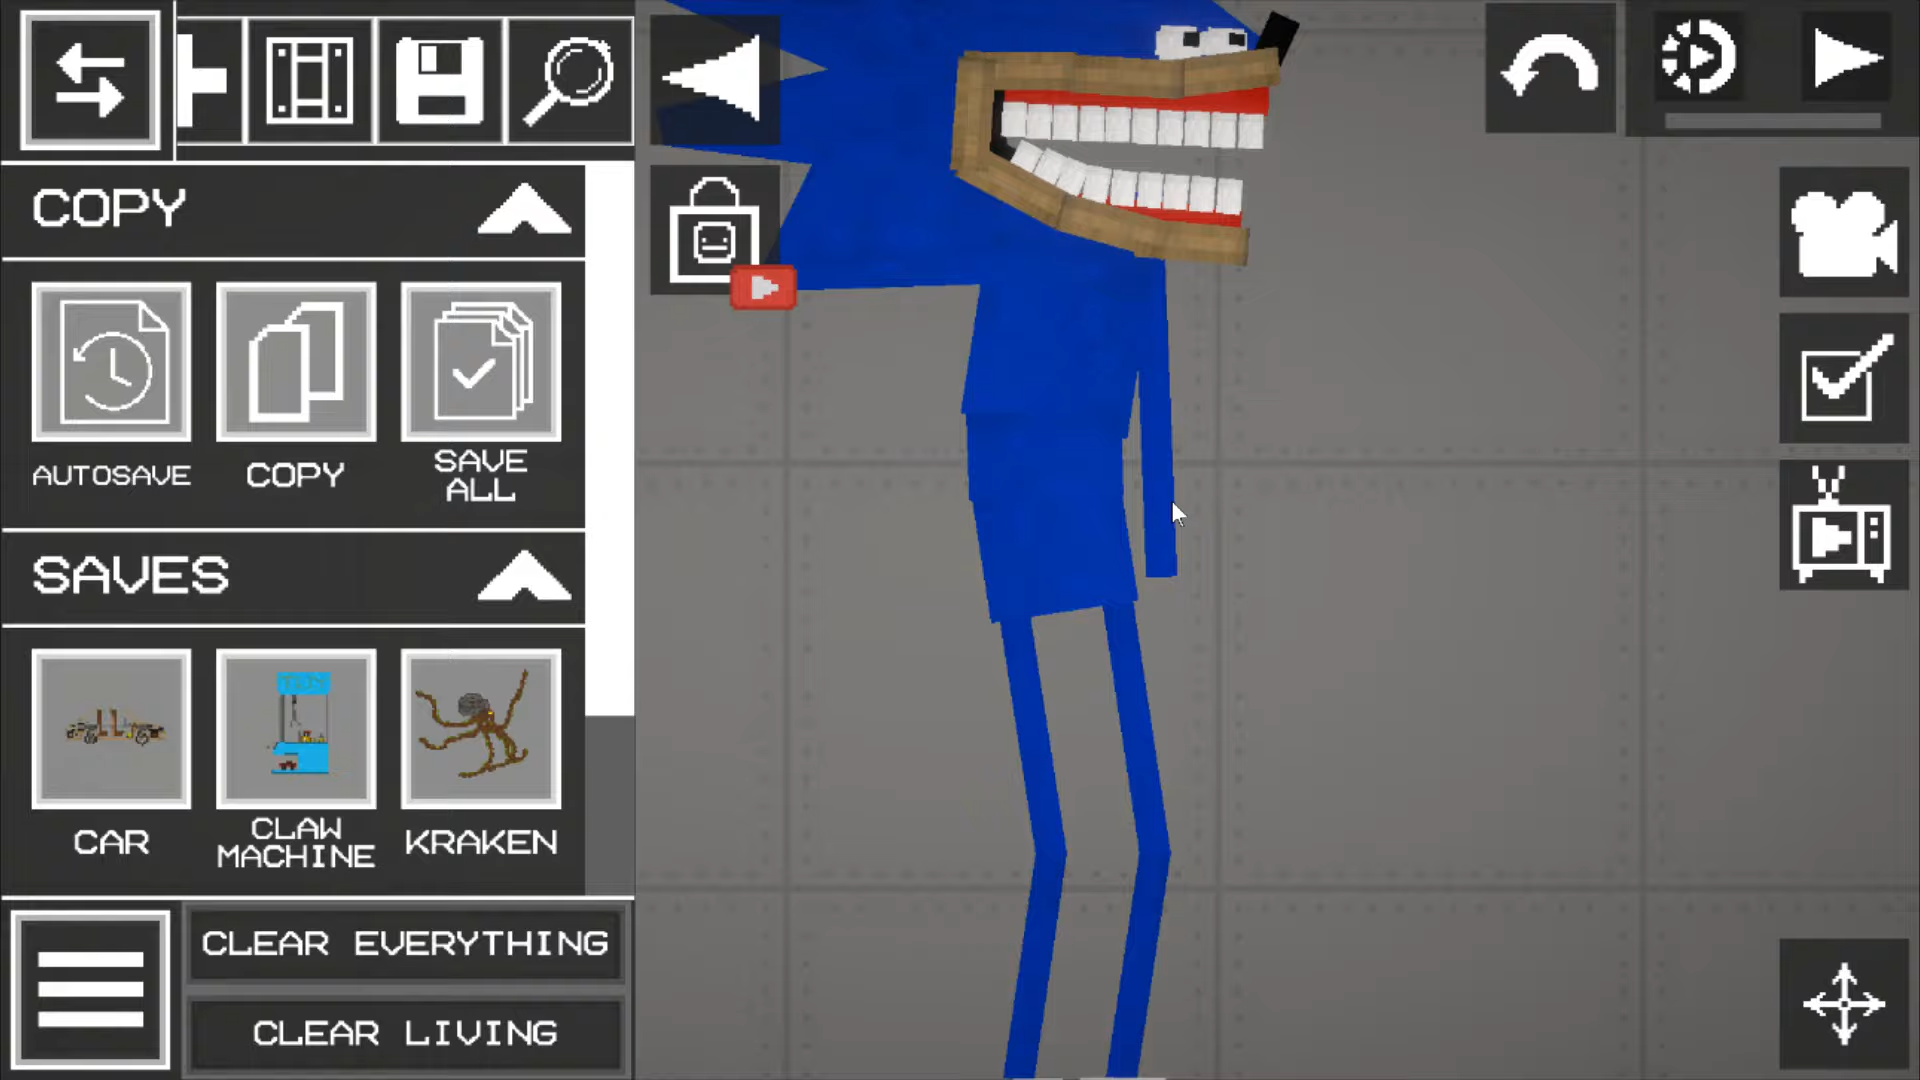 COPY
AUTOSAVE
COPY
SAVE
ALL
SAVES
CAR
CLAW
MACHINE
KRAKEN
CLEAR EVERYTHING
CLEAR LIVING